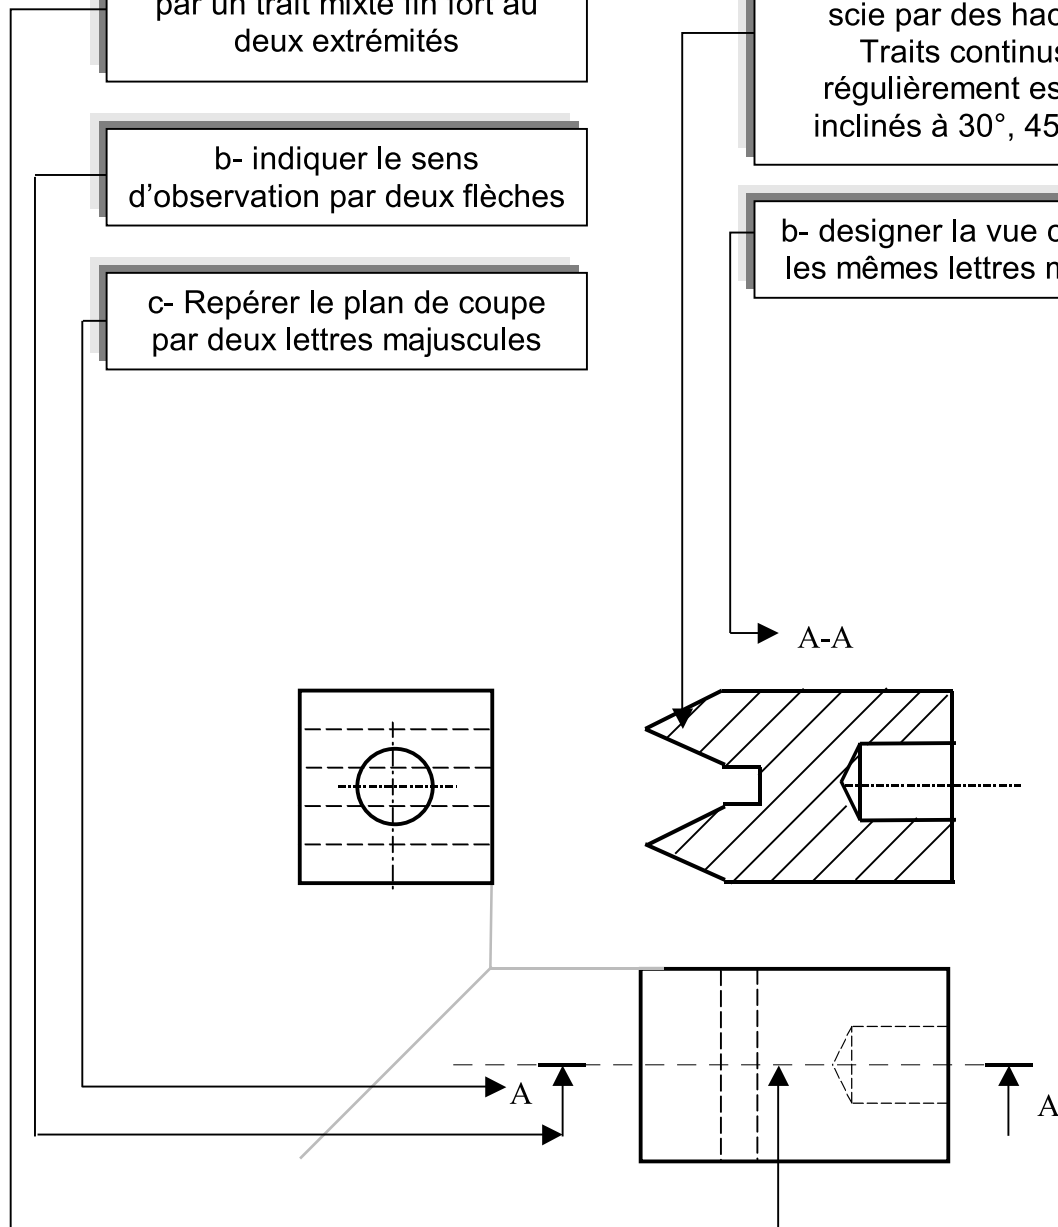 par un trait mixte fin fort au
deux extrémités
b- indiquer le sens
d’observation par deux flèches
c- Repérer le plan de coupe
par deux lettres majuscules
scie par des
Traits continus
régulièrement
inclinés à 30°, 45
b- designer la vue
les mêmes lettres
A-A
A
A